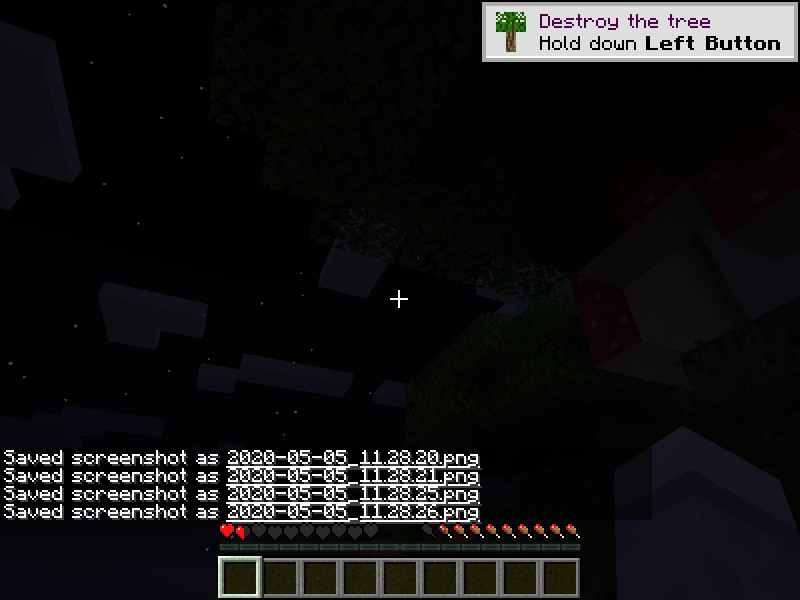 Destroy the tree
Hold down Left Button
Saved screenshot as 2020-05-05_11.28.20.png
Saved screenshot as 2020-05-05_11.28.21.png
Saved screenshot as 2020-05-05_11.28.25.png
Saved screenshot as 2020-05-05_11.28.26.png